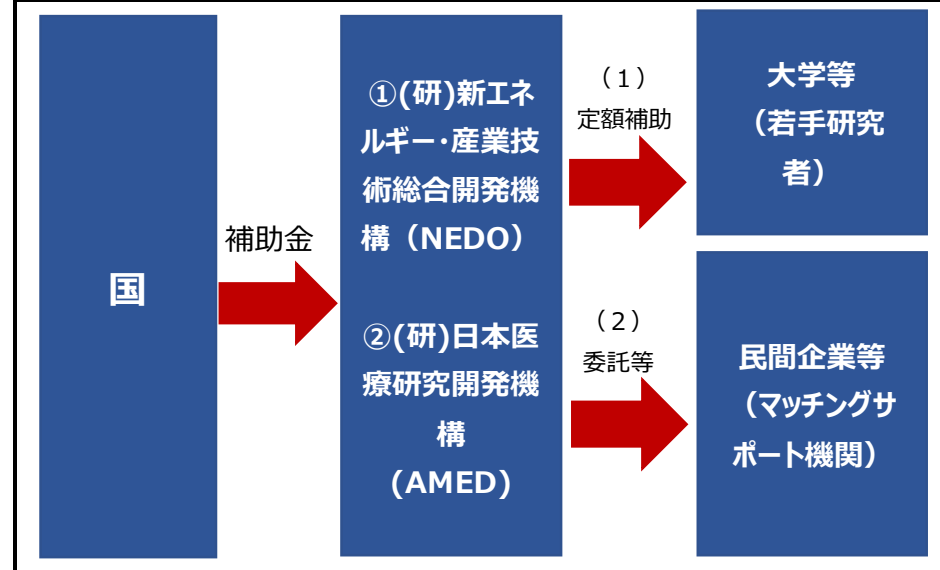 国
補助金
①(研)新エネ
ルギー・産業技
術総合開発機
構（NEDO）
②(研)日本医
療研究開発機
構
(AMED)
（１）
定額補助
大学等
（若手研究
者）
（２）
委託等
民間企業等
（マッチングサ
ポート機関）